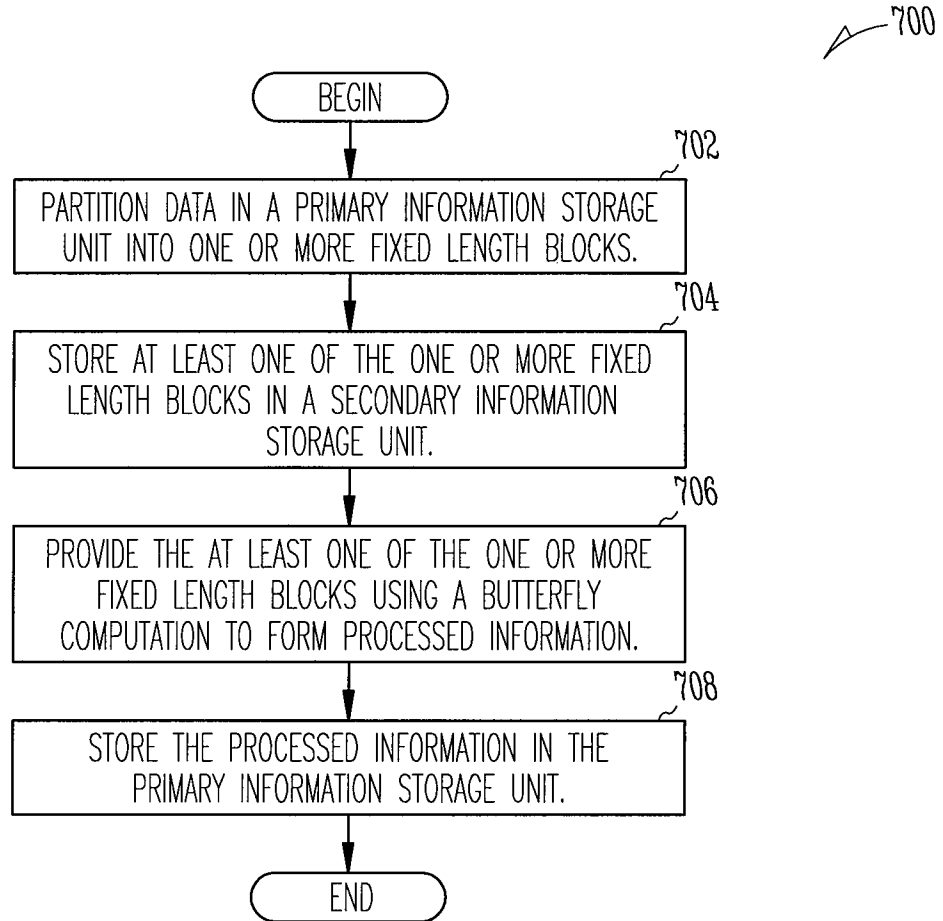 700
BEGIN
702
PARTITION DATA IN A PRIMARY INFORMATION STORAGE
UNIT INTO ONE OR MORE FIXED LENGTH BLOCKS.
704
STORE AT LEAST ONE OF THE ONE OR MORE FIXED
LENGTH BLOCKS IN A SECONDARY INFORMATION
STORAGE UNIT.
706
PROVIDE THE AT LEAST ONE OF THE ONE OR MORE
FIXED LENGTH BLOCKS USING A BUTTERFLY
COMPUTATION TO FORM PROCESSED INFORMATION.
708
STORE THE PROCESSED INFORMATION IN THE
PRIMARY INFORMATION STORAGE UNIT.
END